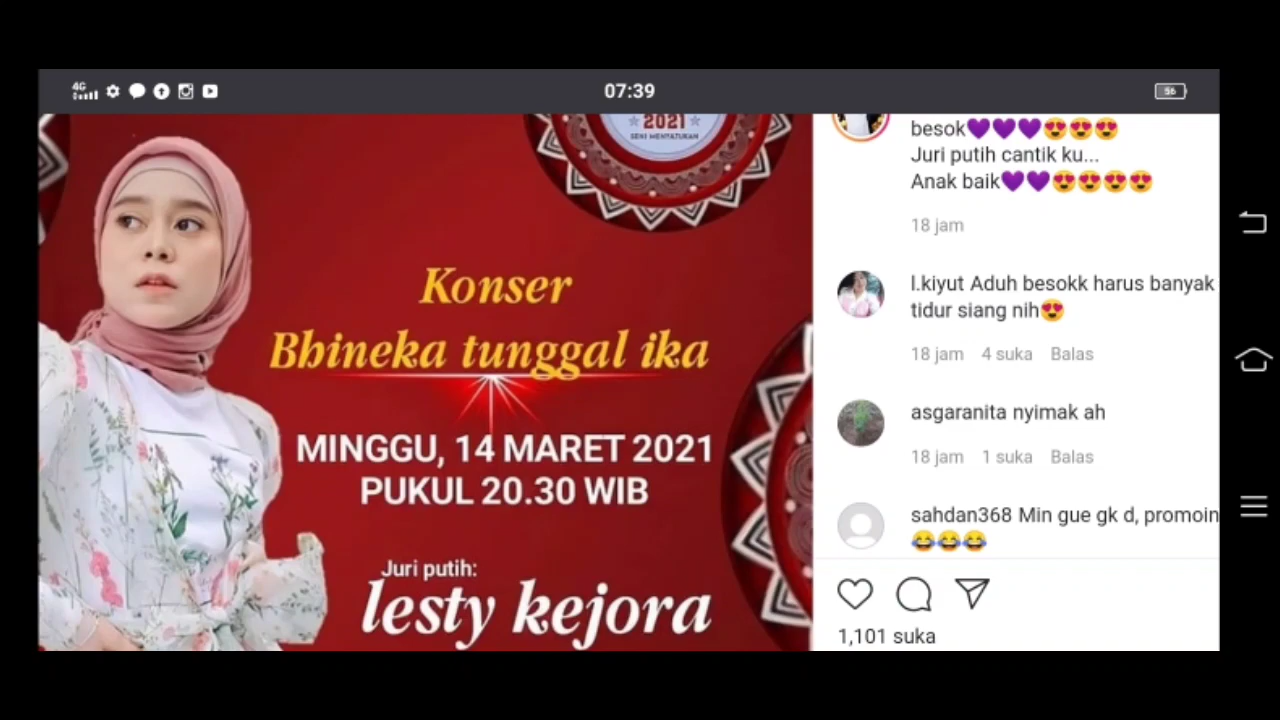 4G
07:39
56
2021
SENI MENYATUKAN
Konser
Bhineka tunggal ika
MINGGU, 14 MARET 2021
PUKUL 20.30 WIB
Juri putih:
lesty kejora
besok💜💜💜😍😍😍
Juri putih cantik ku...
Anak baik💜💜😍😍😍😍
18 jam
l.kiyut Aduh besokk harus banyak
tidur siang nih😍
18 jam 4 suka Balas
asgaranita nyimak ah
18 jam 1 suka Balas
sahdan368 Min gue gk d, promoin
😂😂😂
1,101 suka